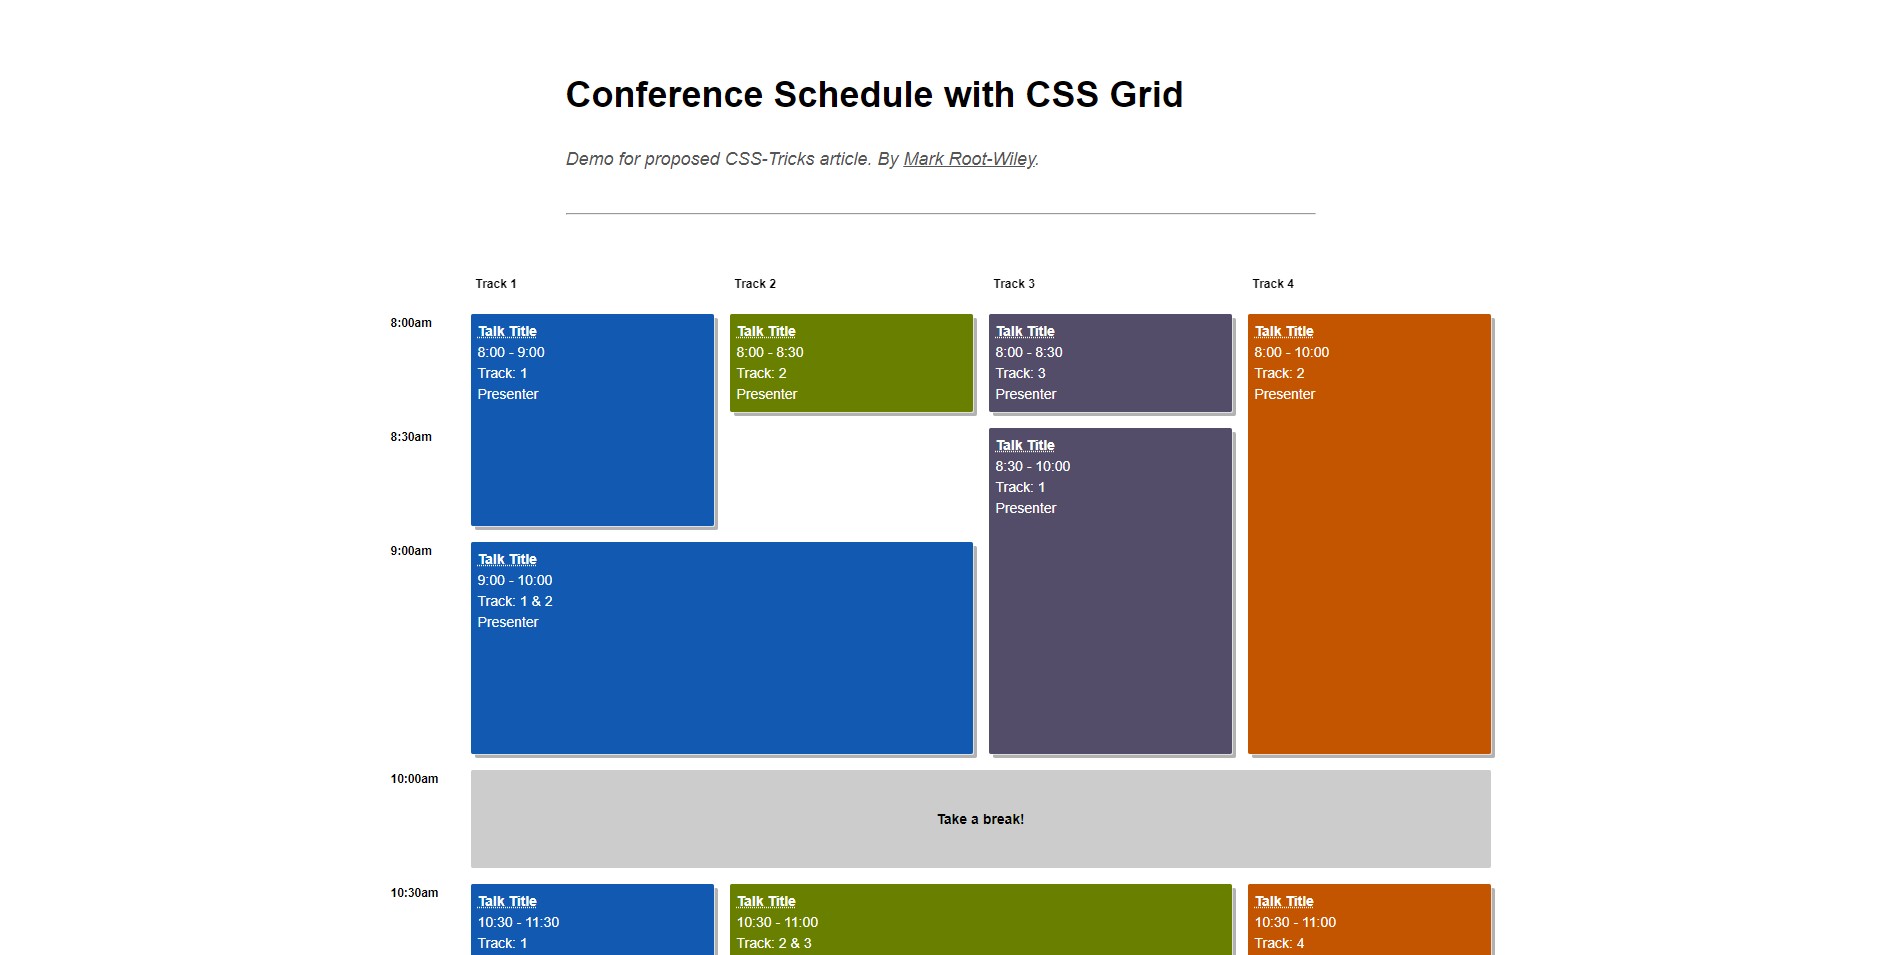 Conference Schedule with CSS Grid
Demo for proposed CSS-Tricks article. By Mark Root-Wiley.
Track 1
Track 2
Track 3
Track 4
8:00am
Talk Title
8:00 - 9:00
Track: 1
Presenter
Talk Title
8:00 - 8:30
Track: 2
Presenter
Talk Title
8:00 - 8:30
Track: 3
Presenter
Talk Title
8:00 - 10:00
Track: 2
Presenter
8:30am
Talk Title
8:30 - 10:00
Track: 1
Presenter
9:00am
Talk Title
9:00 - 10:00
Track: 1 & 2
Presenter
10:00am
Take a break!
10:30am
Talk Title
10:30 - 11:30
Track: 1
Talk Title
10:30 - 11:00
Track: 2 & 3
Talk Title
10:30 - 11:00
Track: 4